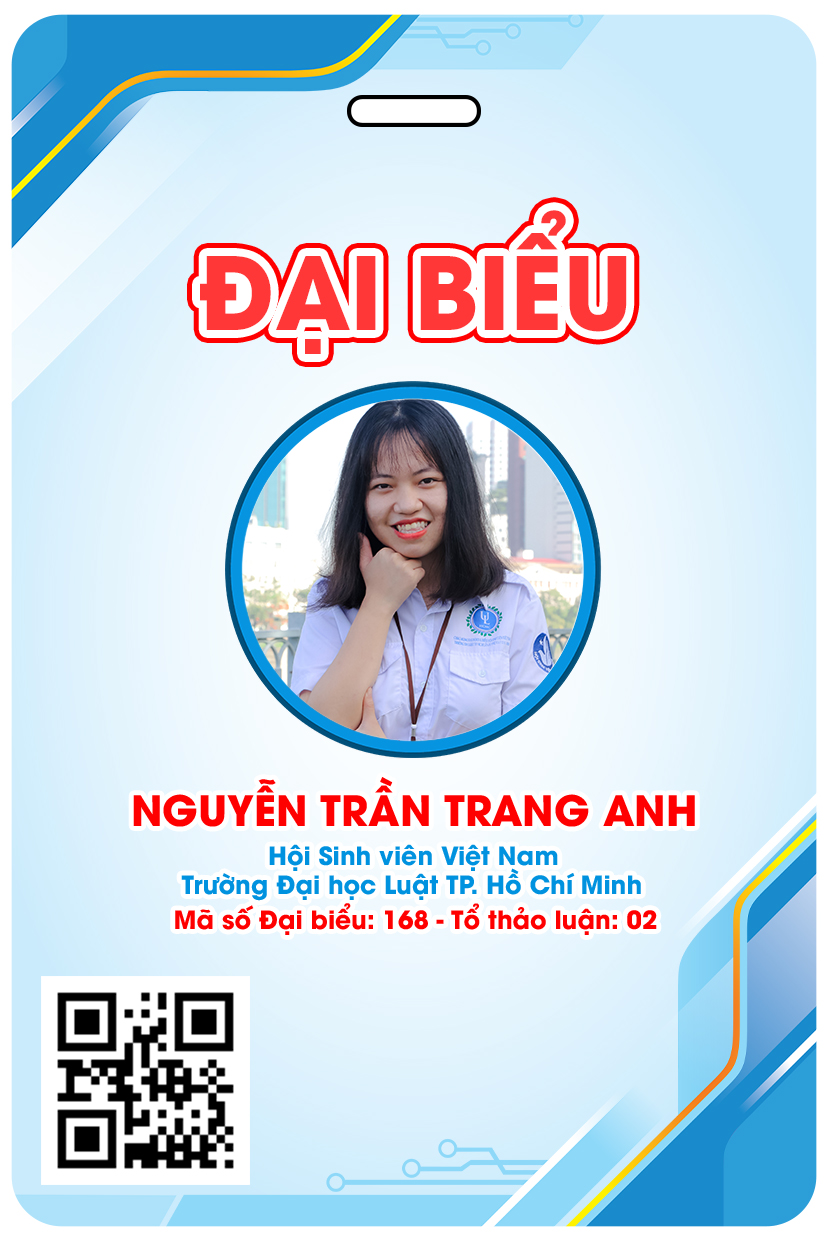 ĐẠI BIỂU
NGUYỄN TRẦN TRANG ANH
Hội Sinh viên Việt Nam
Trường Đại học Luật TP. Hồ Chí Minh
Mã số Đại biểu: 168 - Tổ thảo luận: 02